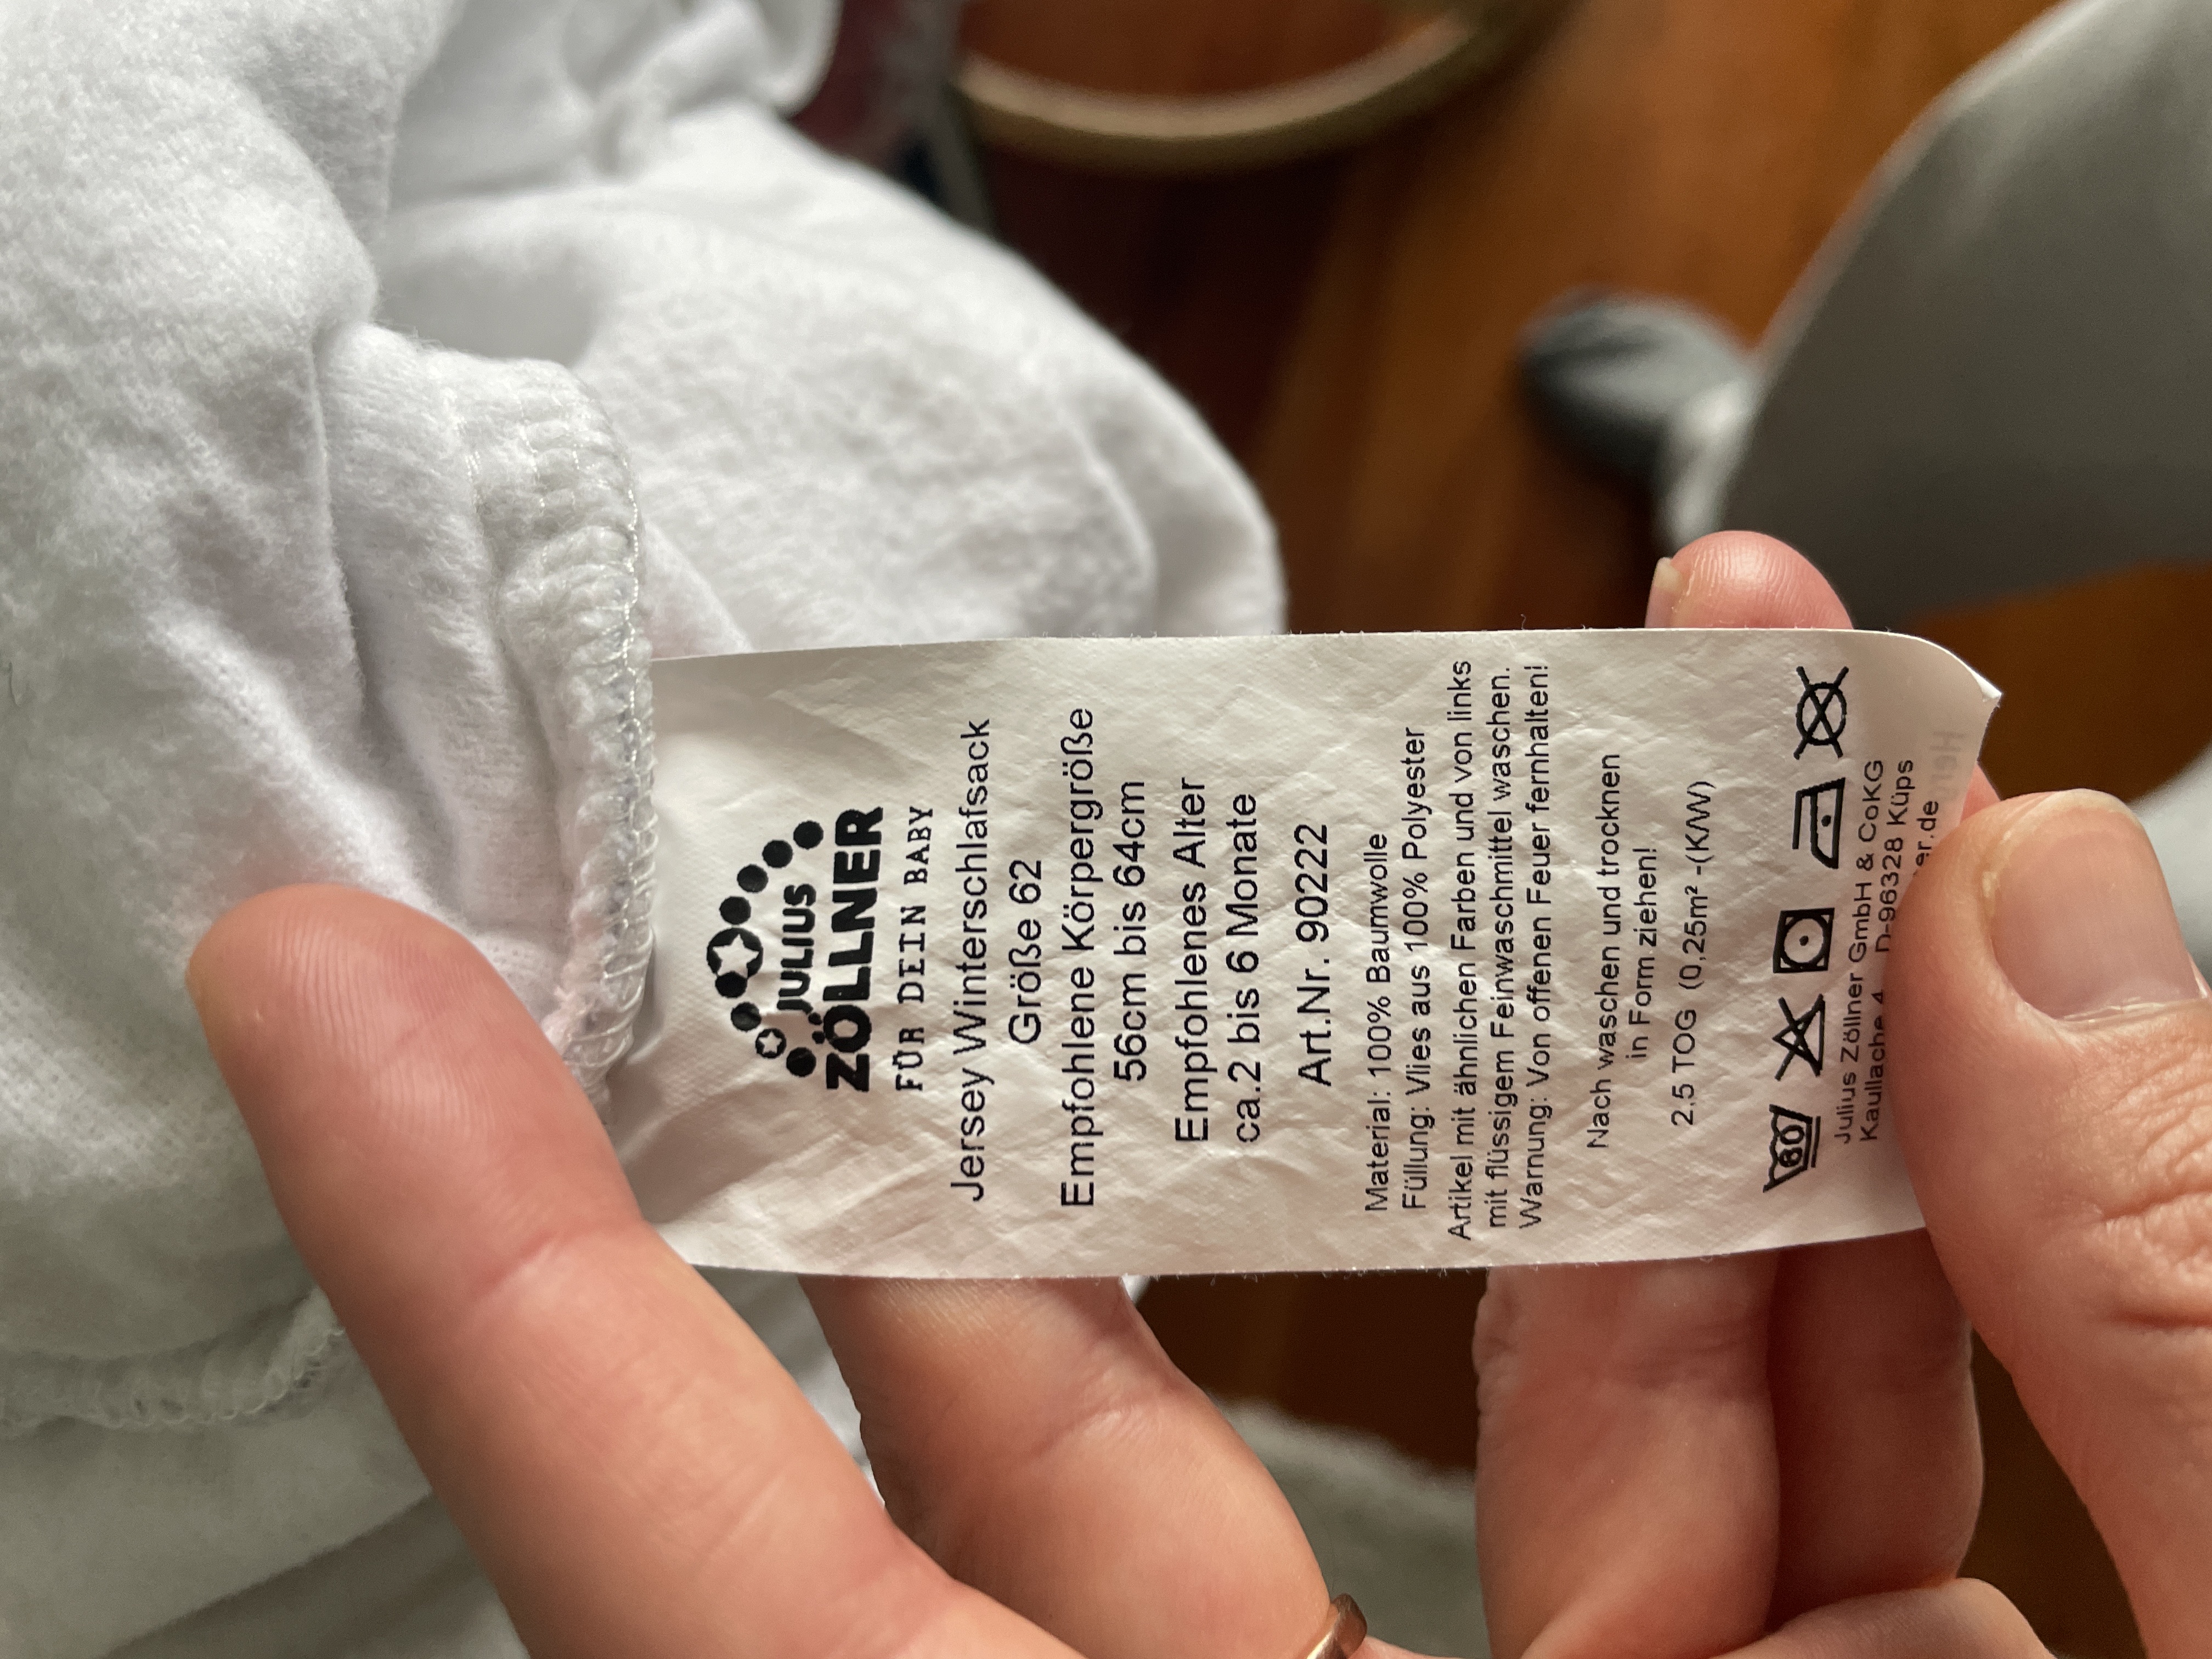 JULIUS
ZÖLLNER
FÜR DEIN BABY
Jersey Winterschlafsack
Größe 62
Empfohlene Körpergröße
56cm bis 64cm
Empfohlenes Alter
ca.2 bis 6 Monate
Art.Nr. 90222
Material: 100% Baumwolle
Füllung: Vlies aus 100% Polyester
Artikel mit ähnlichen Farben und von links
mit flüssigem Feinwaschmittel waschen.
Warnung: Von offenen Feuer fernhalten!
Nach waschen und trocknen
in Form ziehen!
2,5 TOG (0,25m² -(K/W)
60
Julius Zöllner GmbH & CoKG
Kaullache 4 D-96328 Küps
er.de